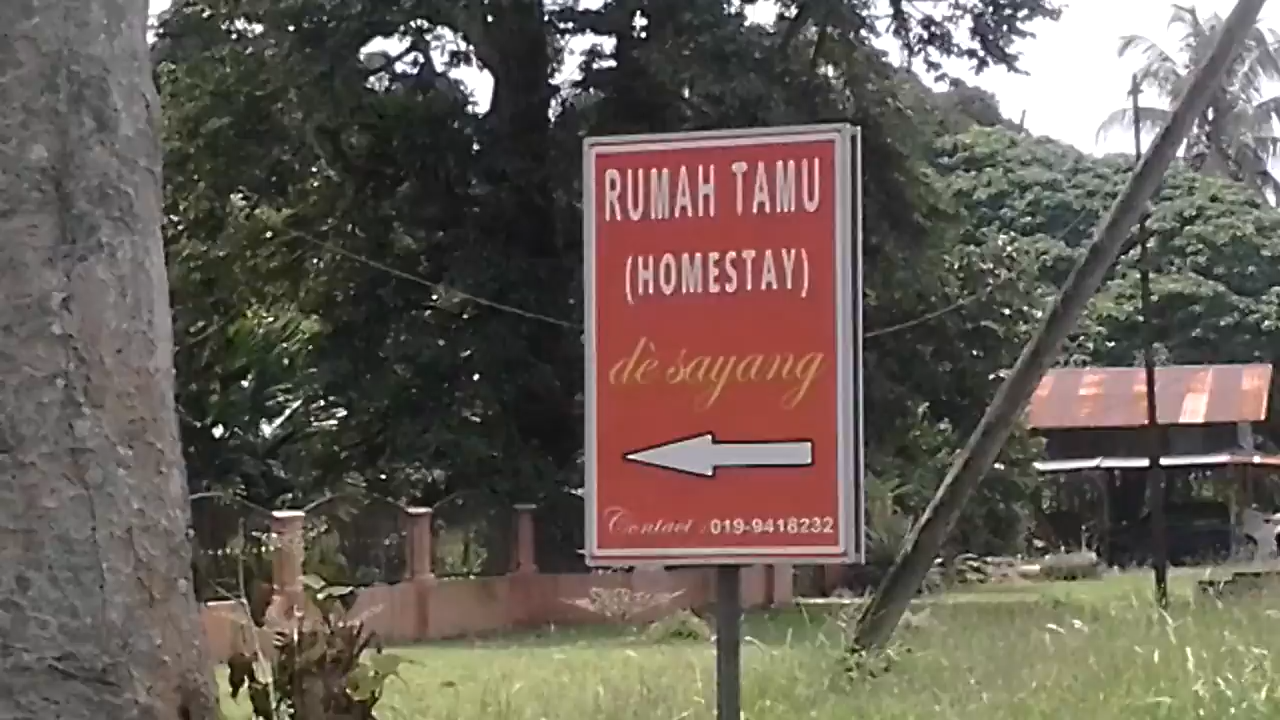 RUMAH TAMU
(HOMESTAY)
dè sayang
Contact : 019-9418232